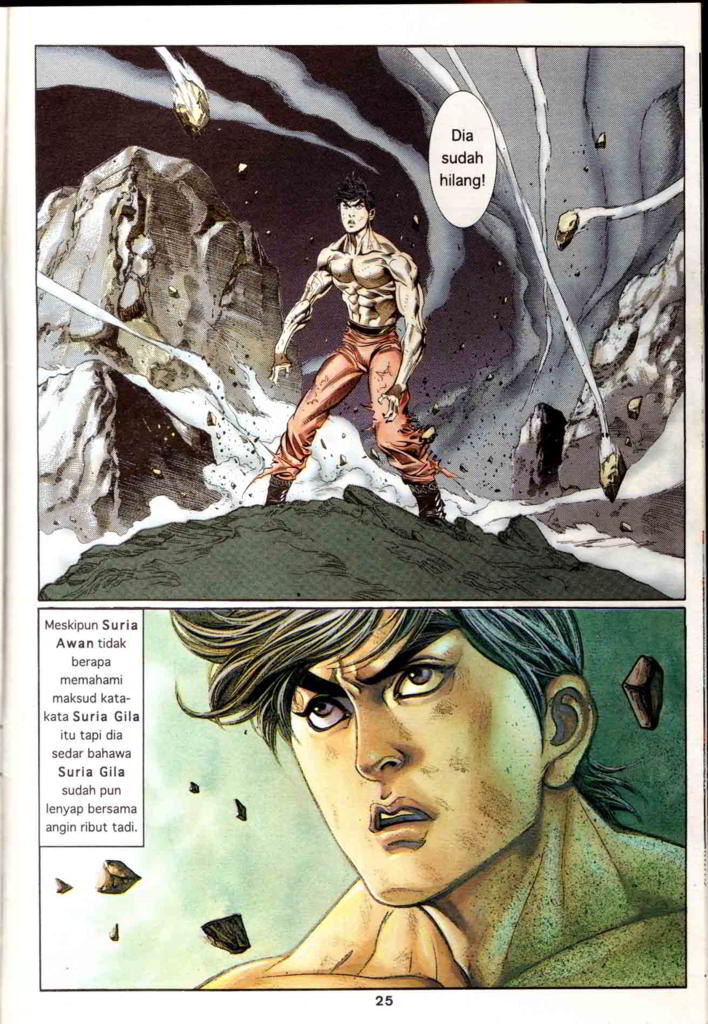 Dia
sudah
hilang!
Meskipun Suria
Awan tidak
berapa
memahami
maksud kata-
kata Suria Gila
itu tapi dia
sedar bahawa
Suria Gila
sudah pun
lenyap bersama
angin ribut tadi.
25